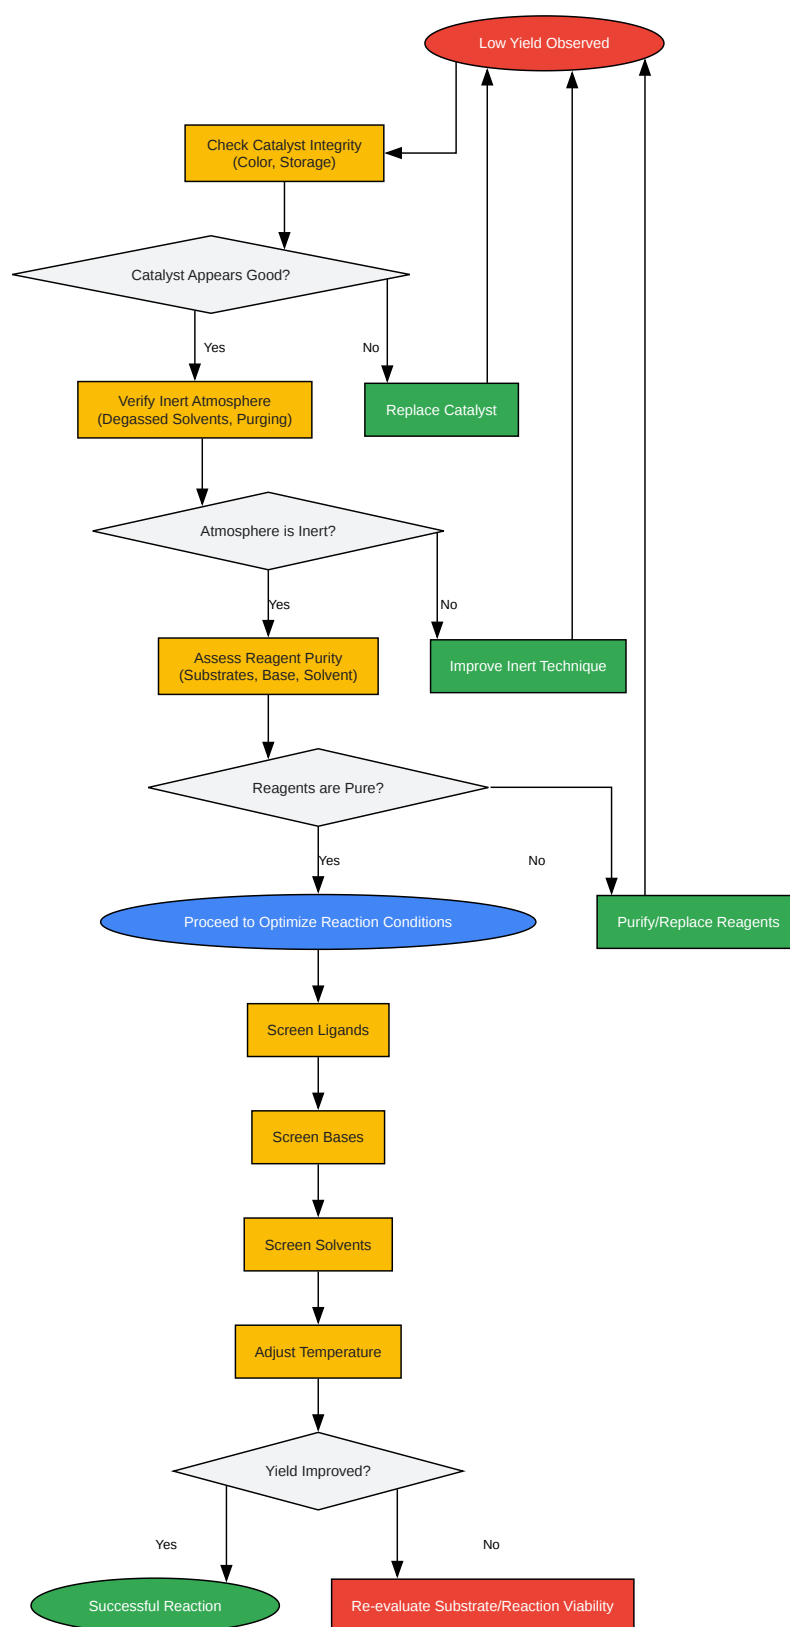 Low Yield Observed
Check Catalyst Integrity
(Color, Storage)
Catalyst Appears Good?
Yes
No
Verify Inert Atmosphere
(Degassed Solvents, Purging)
Replace Catalyst
Atmosphere is Inert?
Yes
No
Assess Reagent Purity
(Substrates, Base, Solvent)
Improve Inert Technique
Reagents are Pure?
Yes
No
Proceed to Optimize Reaction Conditions
Purify/Replace Reagents
Screen Ligands
Screen Bases
Screen Solvents
Adjust Temperature
Yield Improved?
Yes
No
Successful Reaction
Re-evaluate Substrate/Reaction Viability